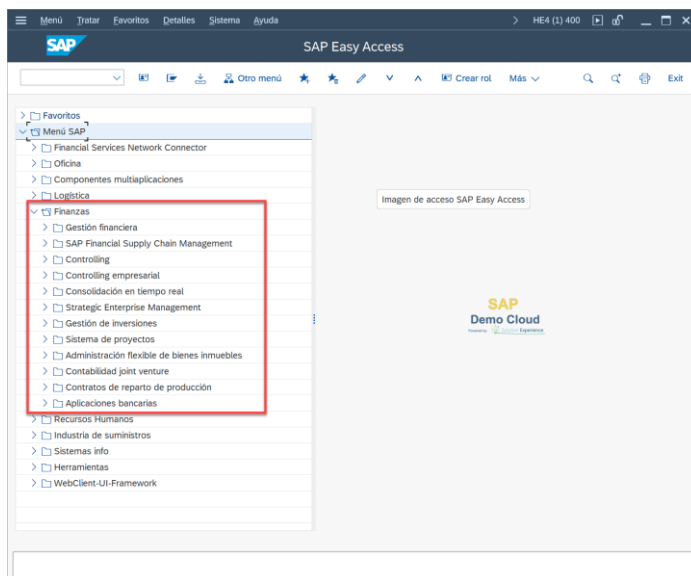 Menú Tratar Favoritos Detalles Sistema Ayuda HE4 (1) 400
SAP SAP Easy Access
Otro menú Crear rol Más Exit
Favoritos
Menú SAP
Financial Services Network Connector
Oficina
Componentes multiaplicaciones
Logística
Imagen de acceso SAP Easy Access
Finanzas
Gestión financiera
SAP Financial Supply Chain Management
Controlling
Controlling empresarial
Consolidación en tiempo real
Strategic Enterprise Management
SAP
Demo Cloud
Gestión de inversiones
Sistema de proyectos
Administración flexible de bienes inmuebles
Contabilidad joint venture
Contratos de reparto de producción
Aplicaciones bancarias
Recursos Humanos
Industria de suministros
Sistemas info
Herramientas
WebClient-UI-Framework